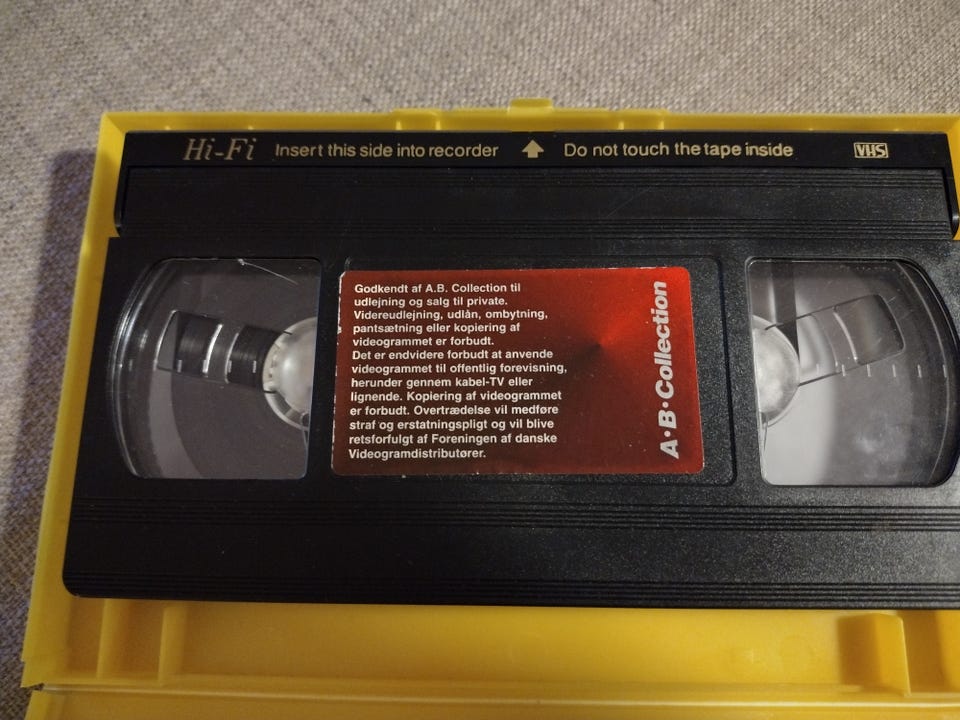 Hi-Fi Insert this side into recorder Do not touch the tape inside VHS
Godkendt af A.B. Collection til
udlejning og salg til private.
Videreudlejning, udlån, ombytning,
pantsætning eller kopiering af
videogrammet er forbudt.
Det er endvidere forbudt at anvende
videogrammet til offentlig forevisning,
herunder gennem kabel-TV eller
lignende. Kopiering af videogrammet
er forbudt. Overtrædelse vil medføre
straf og erstatningspligt og vil blive
retsforfulgt af Foreningen af danske
Videogramdistributører.
A·B·Collection